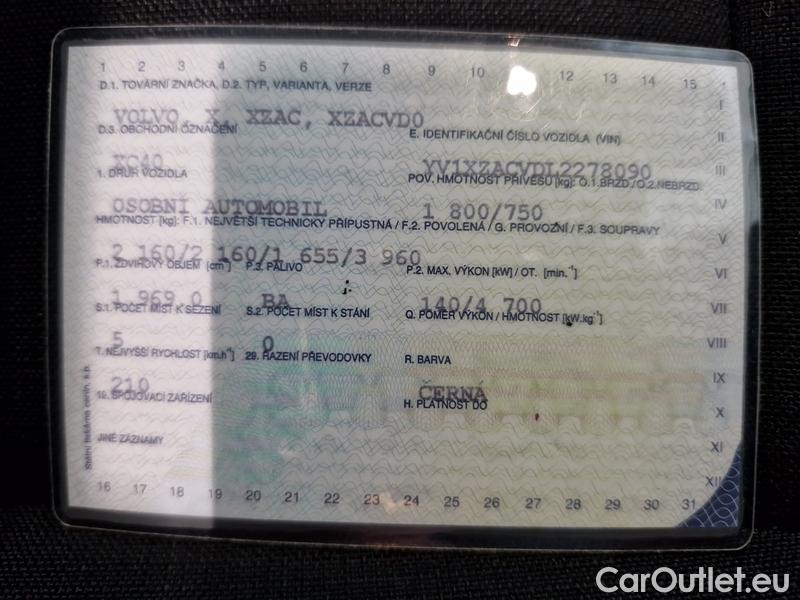 1 2 3 4 5 6 7 8 9 10 12 13 14 15
D.1. TOVÁRNÍ ZNAČKA, D.2. TYP, VARIANTA, VERZE
I
VOLVO, X, XZAC, XZACVD0
D.3. OBCHODNÍ OZNAČENÍ E. IDENTIFIKAČNÍ ČÍSLO VOZIDLA (VIN) II
XC40 YV1XZACVDL2278090 III
1. DRUH VOZIDLA POV. HMOTNOST PŘÍVĚSU [kg]: O.1.BRZD./O.2.NEBRZD.
OSOBNÍ AUTOMOBIL 1 800/750 IV
HMOTNOST [kg]: F.1. NEJVĚTŠÍ TECHNICKY PŘÍPUSTNÁ / F.2. POVOLENÁ / G. PROVOZNÍ / F.3. SOUPRAVY
V
2 160/2 160/1 655/3 960
P.1. ZDVIHOVÝ OBJEM [cm³] P.3. PALIVO P.2. MAX. VÝKON [kW] / OT. [min.⁻¹] VI
1 969,0 BA 140/4 700 VII
S.1. POČET MÍST K SEZENÍ S.2. POČET MÍST K STÁNÍ Q. POMĚR VÝKON / HMOTNOST [kW.kg⁻¹]
5 0 VIII
T. NEJVYŠŠÍ RYCHLOST [km.h⁻¹] 29. ŘAZENÍ PŘEVODOVKY R. BARVA
210 ČERNÁ IX
19. SPOJOVACÍ ZAŘÍZENÍ H. PLATNOST DO X
JINÉ ZÁZNAMY XI
XII
16 17 18 19 20 21 22 23 24 25 26 27 28 29 30 31
Státní tiskárna cenin, s.p.
CarOutlet.eu